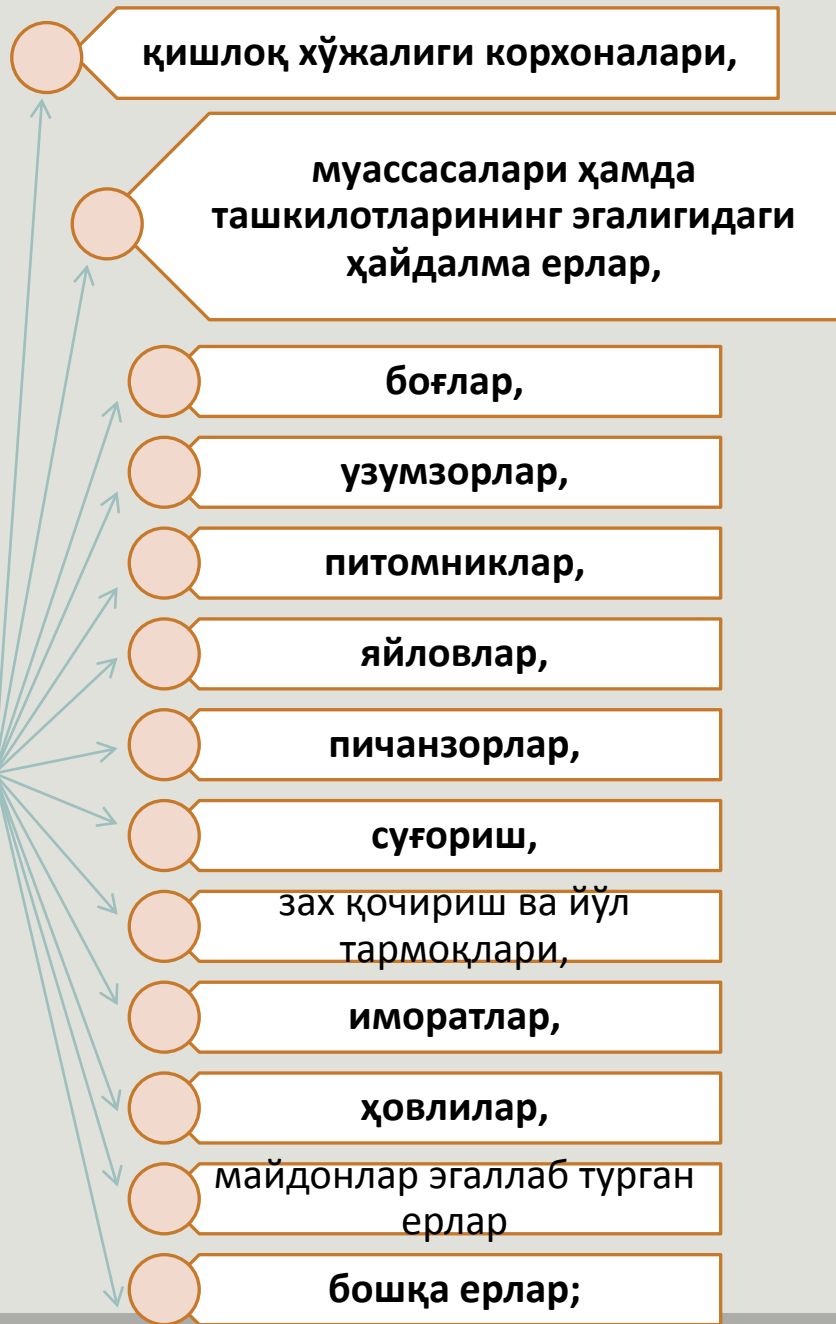 қишлоқ хўжалиги корхоналари,
муассасалари ҳамда
ташкилотларининг эгалигидаги
ҳайдалма ерлар,
боғлар,
узумзорлар,
питомниклар,
яйловлар,
пичанзорлар,
суғориш,
зах қочириш ва йўл
тармоқлари,
иморатлар,
ҳовлилар,
майдонлар эгаллаб турган
ерлар
бошқа ерлар;